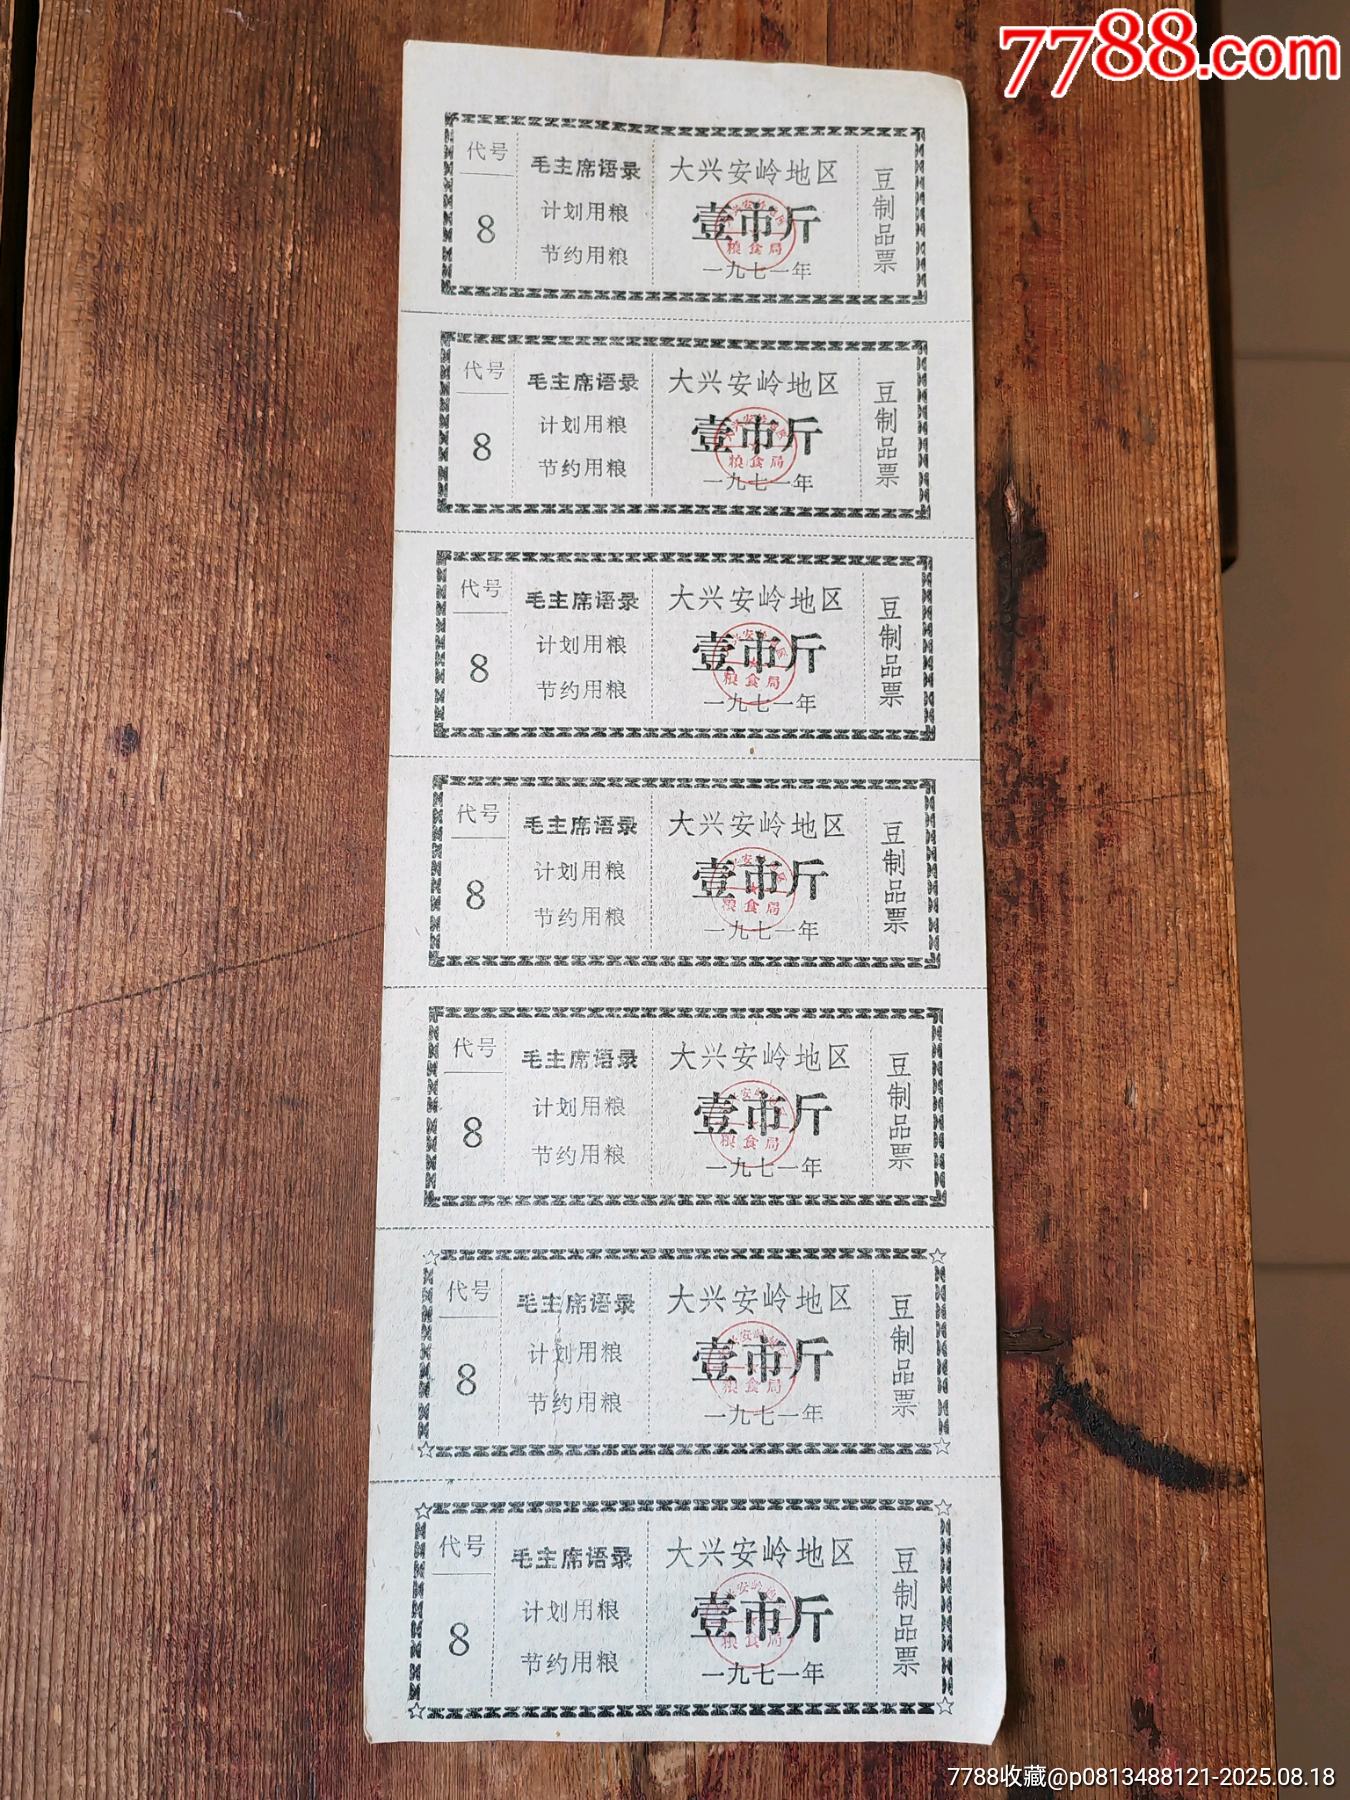 7788.com
代号
8
毛主席语录
计划用粮
节约用粮
大兴安岭地区
壹市斤
粮食局
一九七一年
豆制品票
代号
8
毛主席语录
计划用粮
节约用粮
大兴安岭地区
壹市斤
粮食局
一九七一年
豆制品票
代号
8
毛主席语录
计划用粮
节约用粮
大兴安岭地区
壹市斤
粮食局
一九七一年
豆制品票
代号
8
毛主席语录
计划用粮
节约用粮
大兴安岭地区
壹市斤
粮食局
一九七一年
豆制品票
代号
8
毛主席语录
计划用粮
节约用粮
大兴安岭地区
壹市斤
粮食局
一九七一年
豆制品票
代号
8
毛主席语录
计划用粮
节约用粮
大兴安岭地区
壹市斤
粮食局
一九七一年
豆制品票
代号
8
毛主席语录
计划用粮
节约用粮
大兴安岭地区
壹市斤
粮食局
一九七一年
豆制品票
7788收藏@p0813488121-2025.08.18